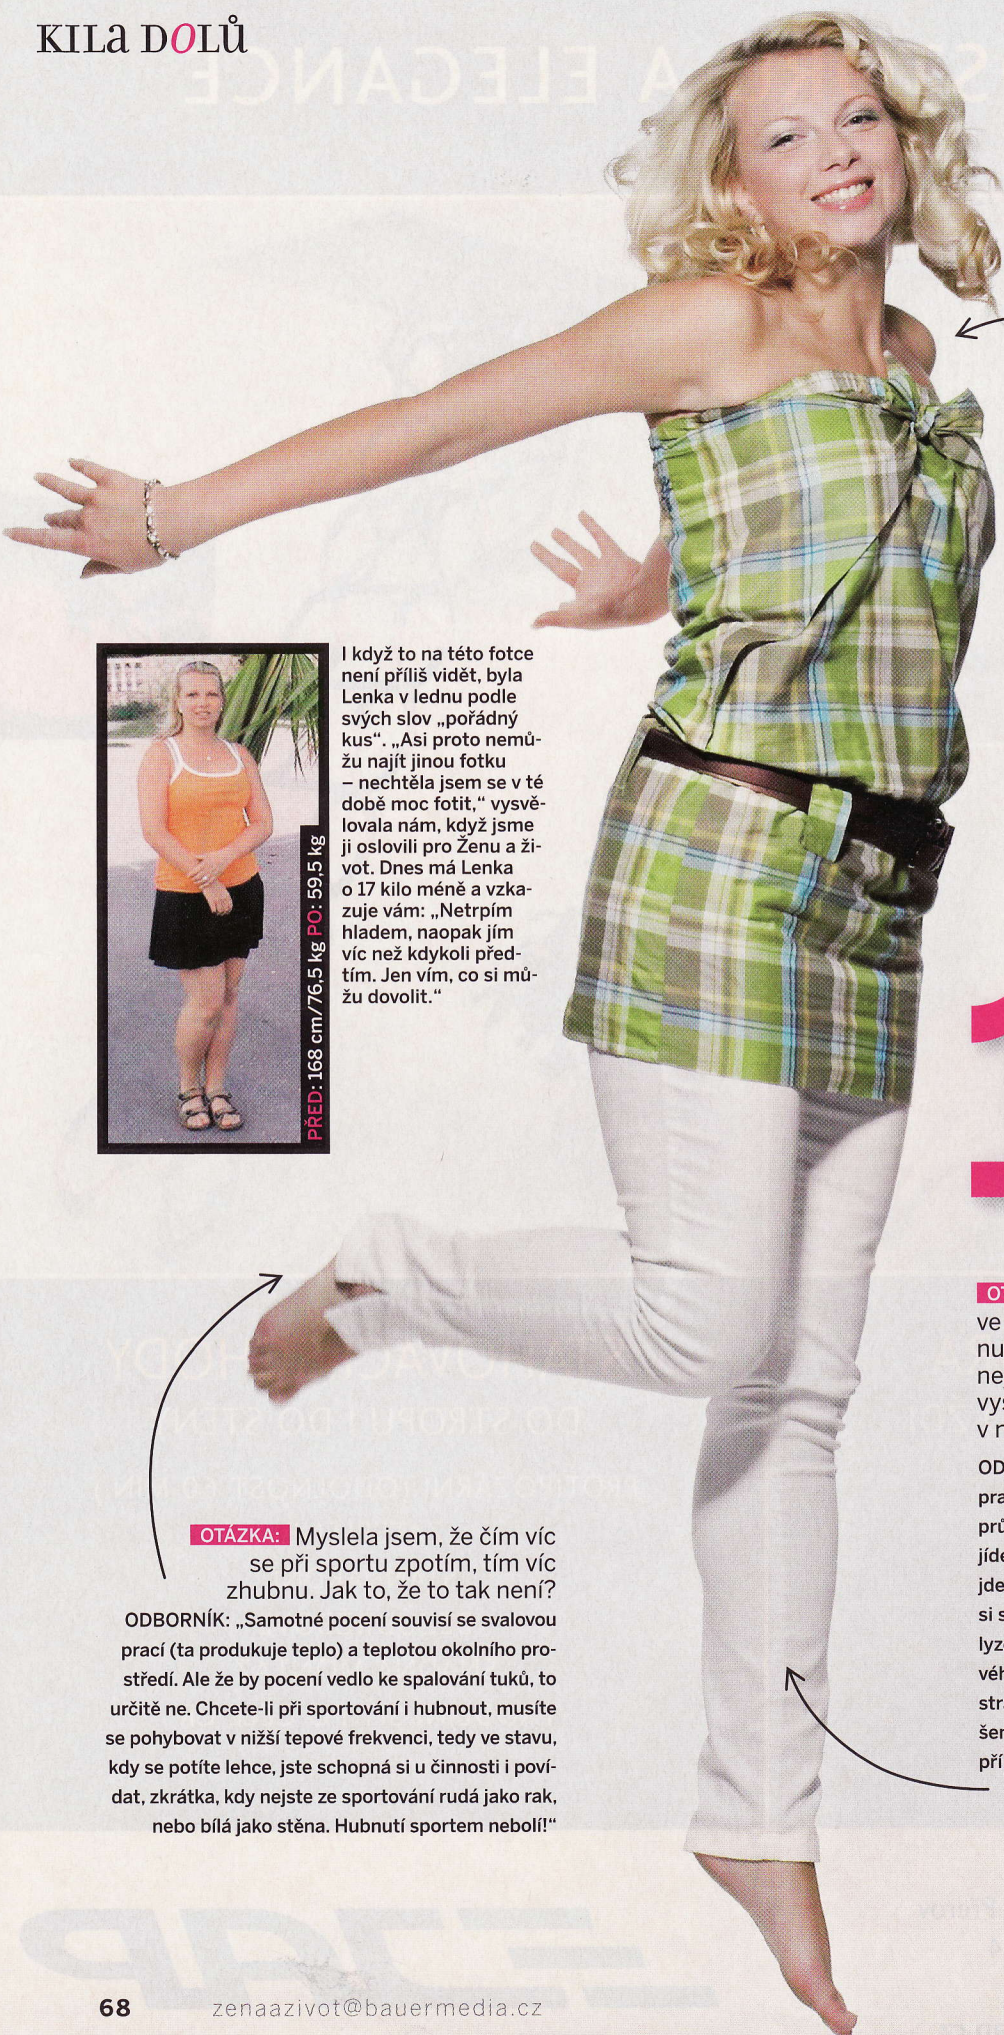 KILa DOLŮ
I když to na této fotce
není příliš vidět, byla
Lenka v lednu podle
svých slov „pořádný
kus“. „Asi proto nemů-
žu najít jinou fotku
– nechtěla jsem se v té
době moc fotit,“ vysvě-
lovala nám, když jsme
ji oslovili pro Ženu a ži-
vot. Dnes má Lenka
o 17 kilo méně a vzka-
zuje vám: „Netrpím
hladem, naopak jím
víc než kdykoli před-
tím. Jen vím, co si mů-
žu dovolit.“
PŘED: 168 cm/76,5 kg PO: 59,5 kg
OTÁZKA: Myslela jsem, že čím víc
se při sportu zpotím, tím víc
zhubnu. Jak to, že to tak není?
ODBORNÍK: „Samotné pocení souvisí se svalovou
prací (ta produkuje teplo) a teplotou okolního pro-
středí. Ale že by pocení vedlo ke spalování tuků, to
určitě ne. Chcete-li při sportování i hubnout, musíte
se pohybovat v nižší tepové frekvenci, tedy ve stavu,
kdy se potíte lehce, jste schopná si u činnosti i poví-
dat, zkrátka, kdy nejste ze sportování rudá jako rak,
nebo bílá jako stěna. Hubnutí sportem nebolí!“
ve
nu
ne
v
OD
si
68
zenaazivot@bauermedia.cz